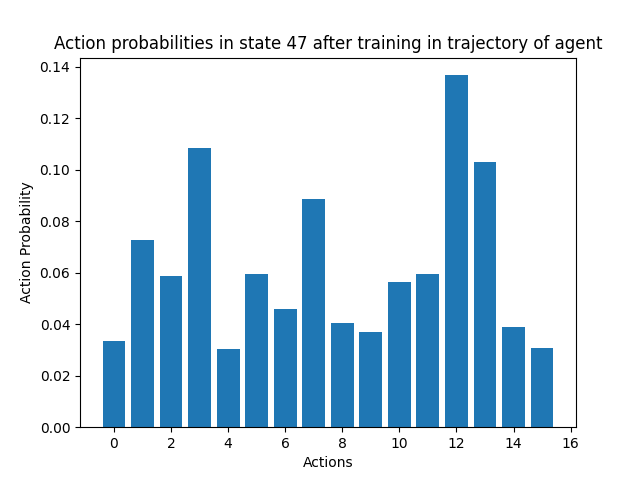 Action probabilities in state 47 after training in trajectory of agent
0.14
0.12
0.10
0.08
0.06
0.04
0.02
0.00
Action Probability
0 2 4 6 8 10 12 14 16
Actions